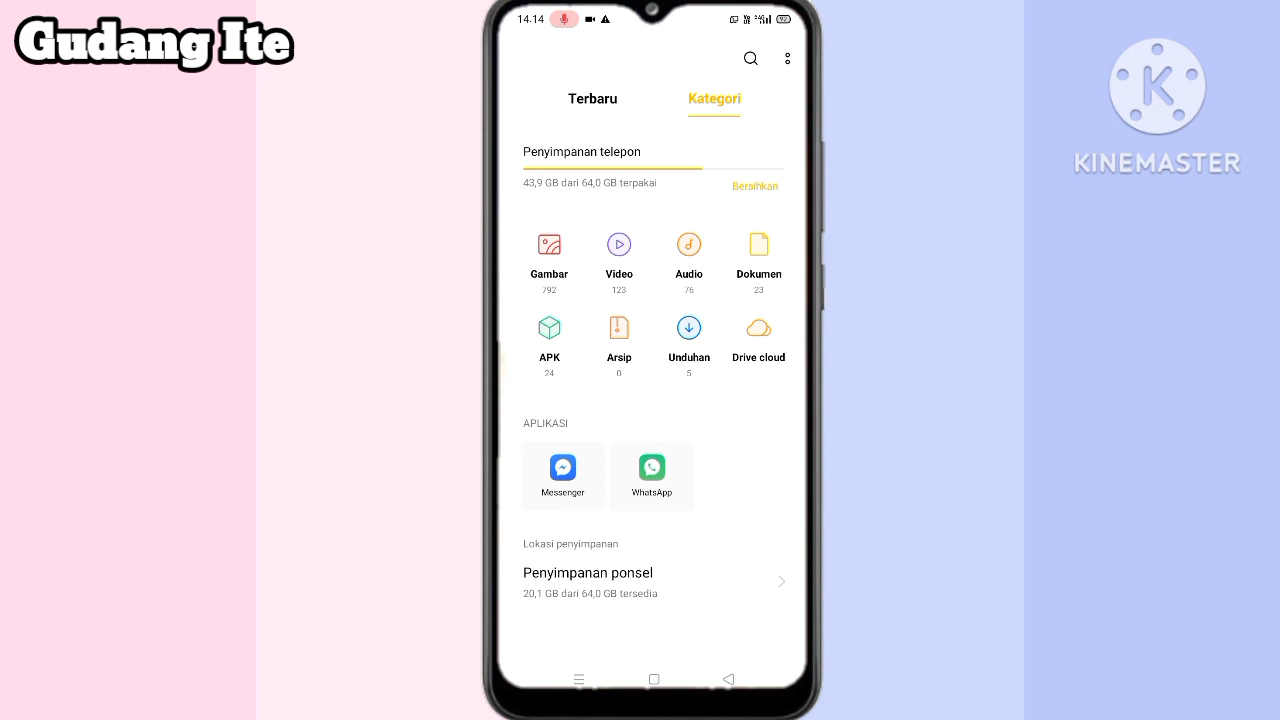 Gudang Ite
14.14
92
KINEMASTER
Terbaru
Kategori
Penyimpanan telepon
43,9 GB dari 64,0 GB terpakai
Bersihkan
Gambar
Video
Audio
Dokumen
792
123
76
23
APK
Arsip
Unduhan
Drive cloud
24
0
5
APLIKASI
Messenger
WhatsApp
Lokasi penyimpanan
Penyimpanan ponsel
20,1 GB dari 64,0 GB tersedia